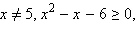 x ≠ 5, x² − x − 6 ≥ 0,